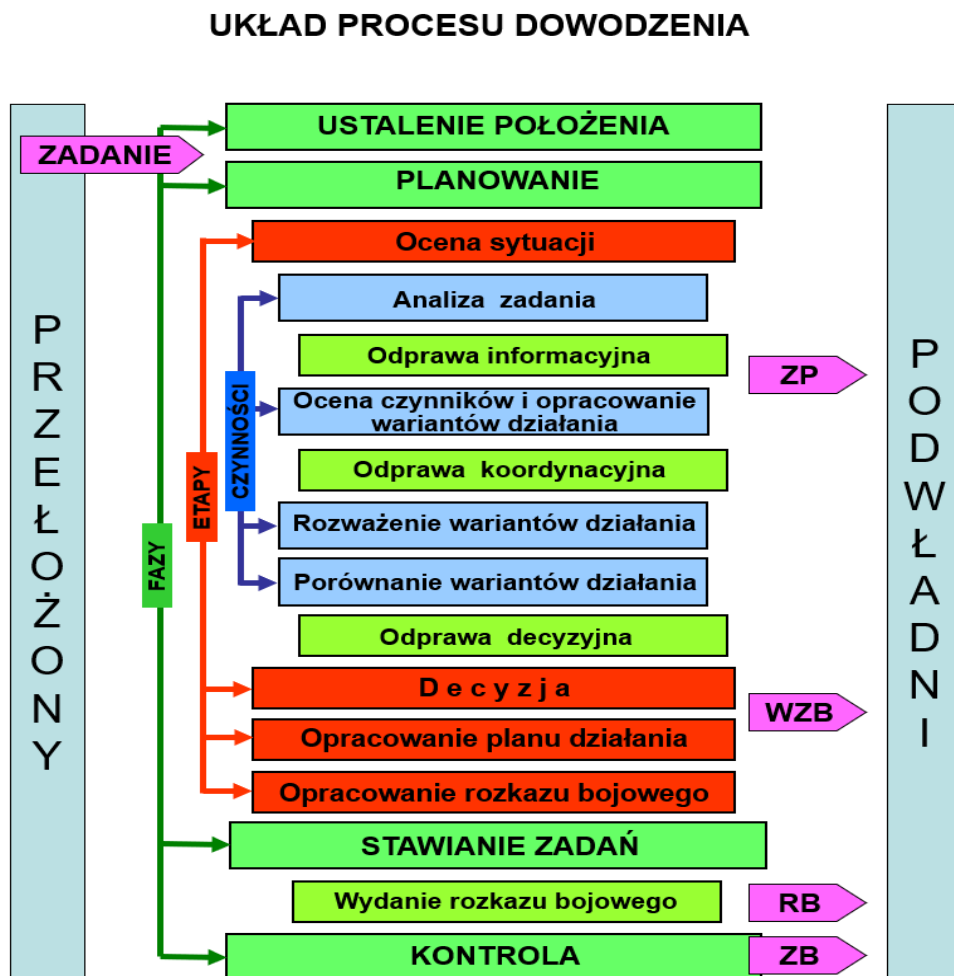 UKŁAD PROCESU DOWODZENIA
USTALENIE POŁOŻENIA
ZADANIE
PLANOWANIE
Ocena sytuacji
Analiza zadania
Odprawa informacyjna
ZP
Ocena czynników i opracowanie
wariantów działania
Odprawa koordynacyjna
Rozważenie wariantów działania
Porównanie wariantów działania
Odprawa decyzyjna
D e c y z j a
WZB
Opracowanie planu działania
Opracowanie rozkazu bojowego
STAWIANIE ZADAŃ
Wydanie rozkazu bojowego
RB
KONTROLA
ZB
PRZEŁOŻONY
FAZY
ETAPY
CZYNNOŚCI
PODWŁADNI